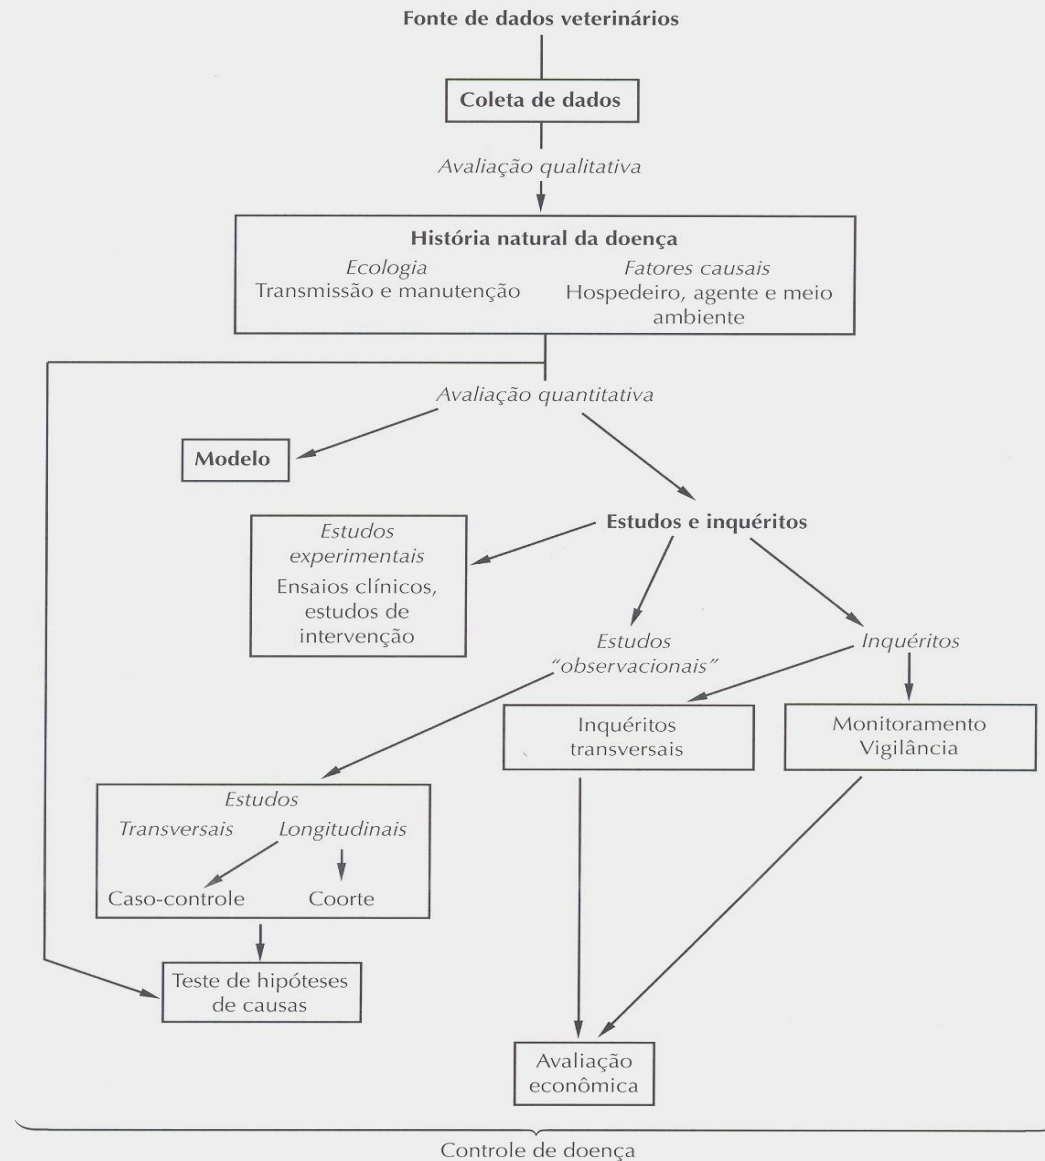 Fonte de dados veterinários
Coleta de dados
Avaliação qualitativa
História natural da doença
Ecologia
Transmissão e manutenção
Fatores causais
Hospedeiro, agente e meio
ambiente
Avaliação quantitativa
Modelo
Estudos e inquéritos
Estudos
experimentais
Ensaios clínicos,
estudos de
intervenção
Estudos
“observacionais”
Inquéritos
Inquéritos
transversais
Monitoramento
Vigilância
Estudos
Transversais Longitudinais
Caso-controle Coorte
Teste de hipóteses
de causas
Avaliação
econômica
Controle de doença